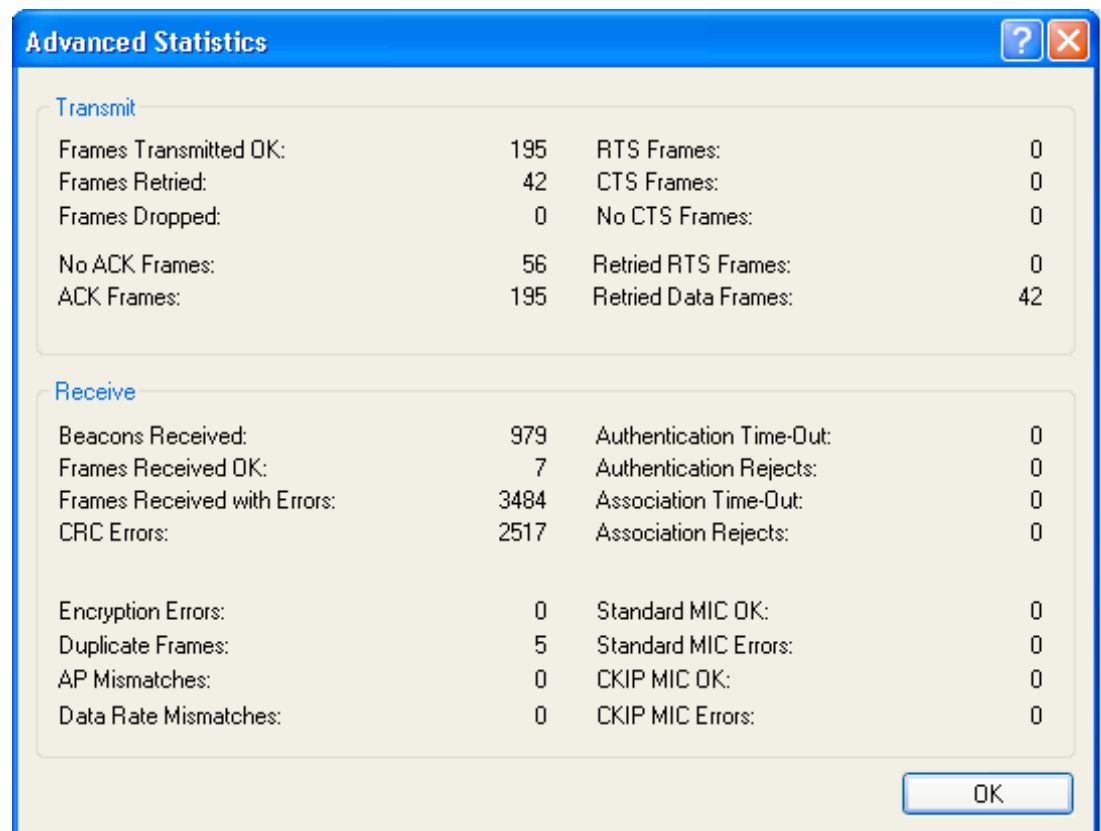 Advanced Statistics
Transmit
Frames Transmitted OK: 195 RTS Frames: 0
Frames Retried: 42 CTS Frames: 0
Frames Dropped: 0 No CTS Frames: 0
No ACK Frames: 56 Retried RTS Frames: 0
ACK Frames: 195 Retried Data Frames: 42
Receive
Beacons Received: 979 Authentication Time-Out: 0
Frames Received OK: 7 Authentication Rejects: 0
Frames Received with Errors: 3484 Association Time-Out: 0
CRC Errors: 2517 Association Rejects: 0
Encryption Errors: 0 Standard MIC OK: 0
Duplicate Frames: 5 Standard MIC Errors: 0
AP Mismatches: 0 CKIP MIC OK: 0
Data Rate Mismatches: 0 CKIP MIC Errors: 0
OK